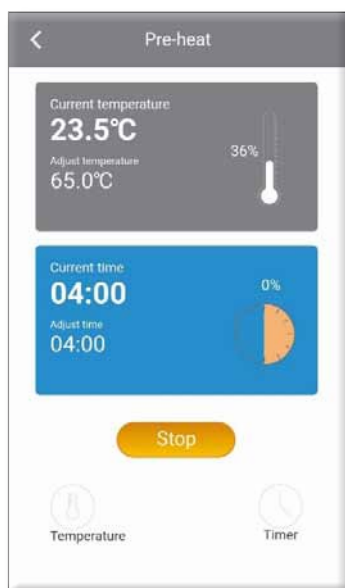 Pre-heat
Current temperature
23.5°C
Adjust temperature
65.0°C
36%
Current time
04:00
Adjust time
04:00
0%
Stop
Temperature
Timer